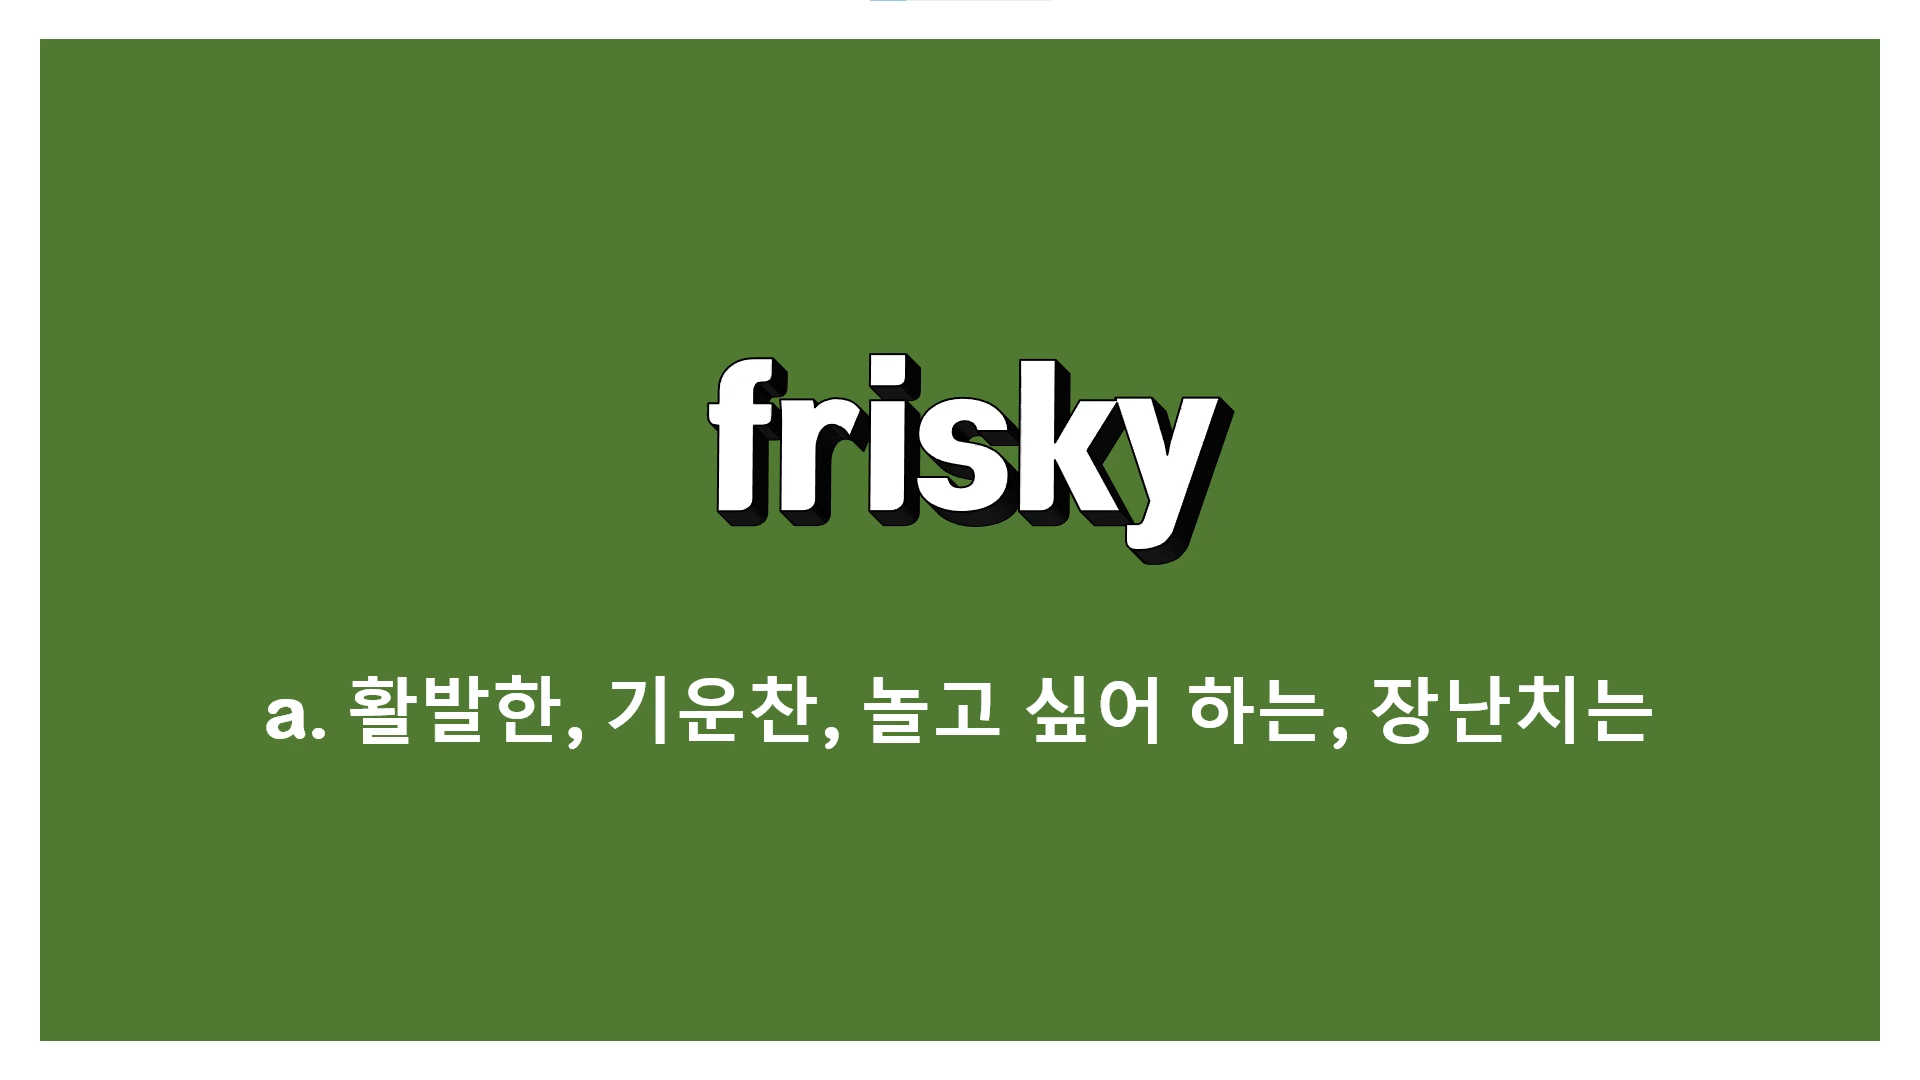 frisky
a. 활발한, 기운찬, 놀고 싶어 하는, 장난치는